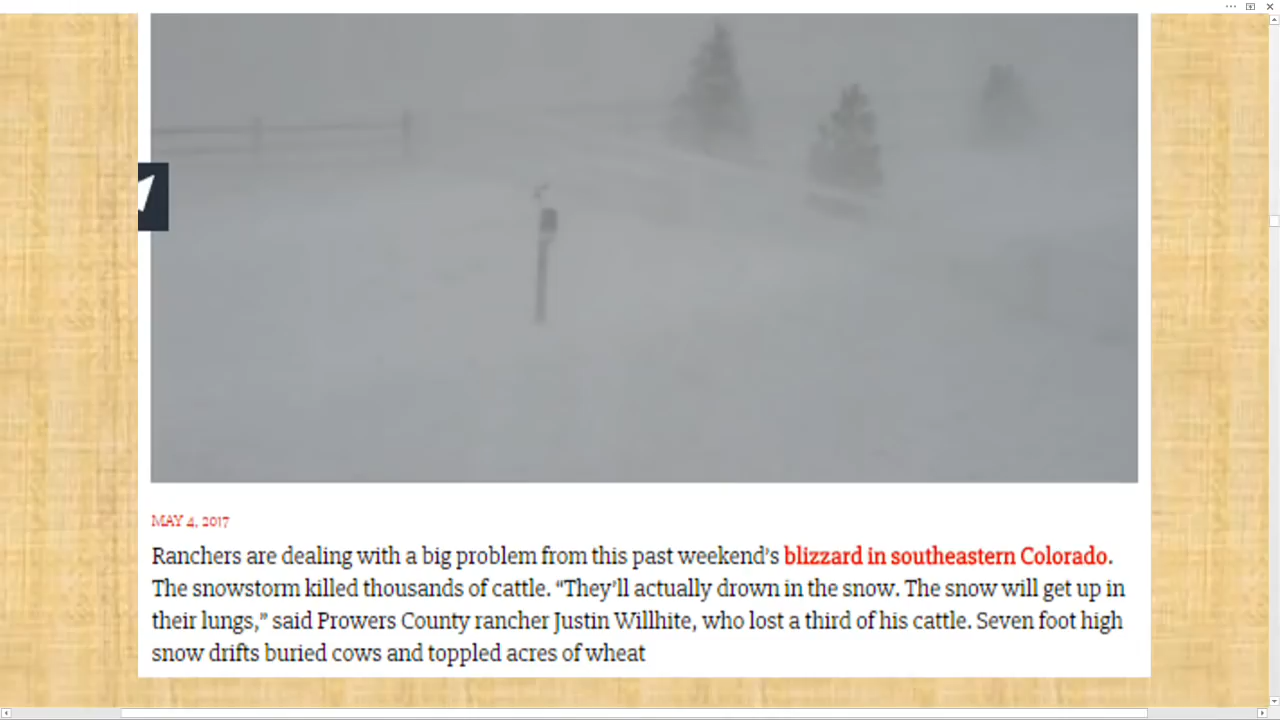 MAY 4, 2017
Ranchers are dealing with a big problem from this past weekend's blizzard in southeastern Colorado.
The snowstorm killed thousands of cattle. “They’ll actually drown in the snow. The snow will get up in
their lungs,” said Prowers County rancher Justin Willhite, who lost a third of his cattle. Seven foot high
snow drifts buried cows and toppled acres of wheat